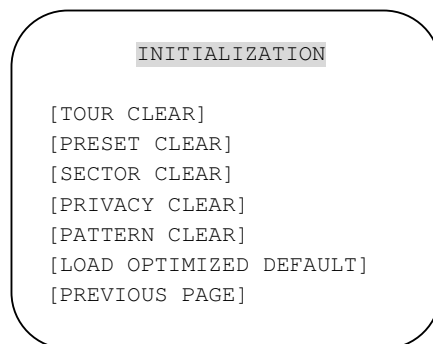 INITIALIZATION
[TOUR CLEAR]
[PRESET CLEAR]
[SECTOR CLEAR]
[PRIVACY CLEAR]
[PATTERN CLEAR]
[LOAD OPTIMIZED DEFAULT]
[PREVIOUS PAGE]